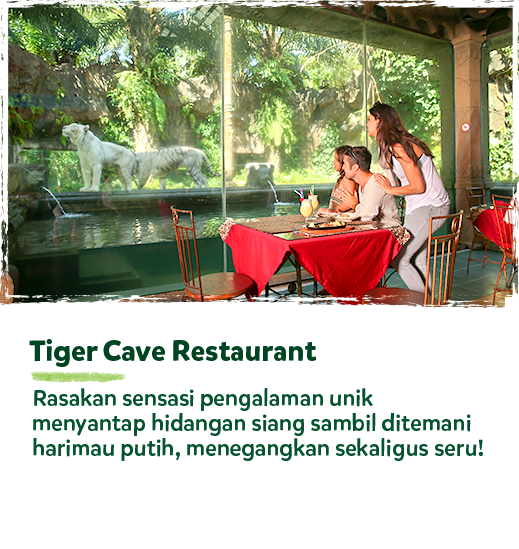 Tiger Cave Restaurant
Rasakan sensasi pengalaman unik
menyantap hidangan siang sambil ditemani
harimau putih, menegangkan sekaligus seru!